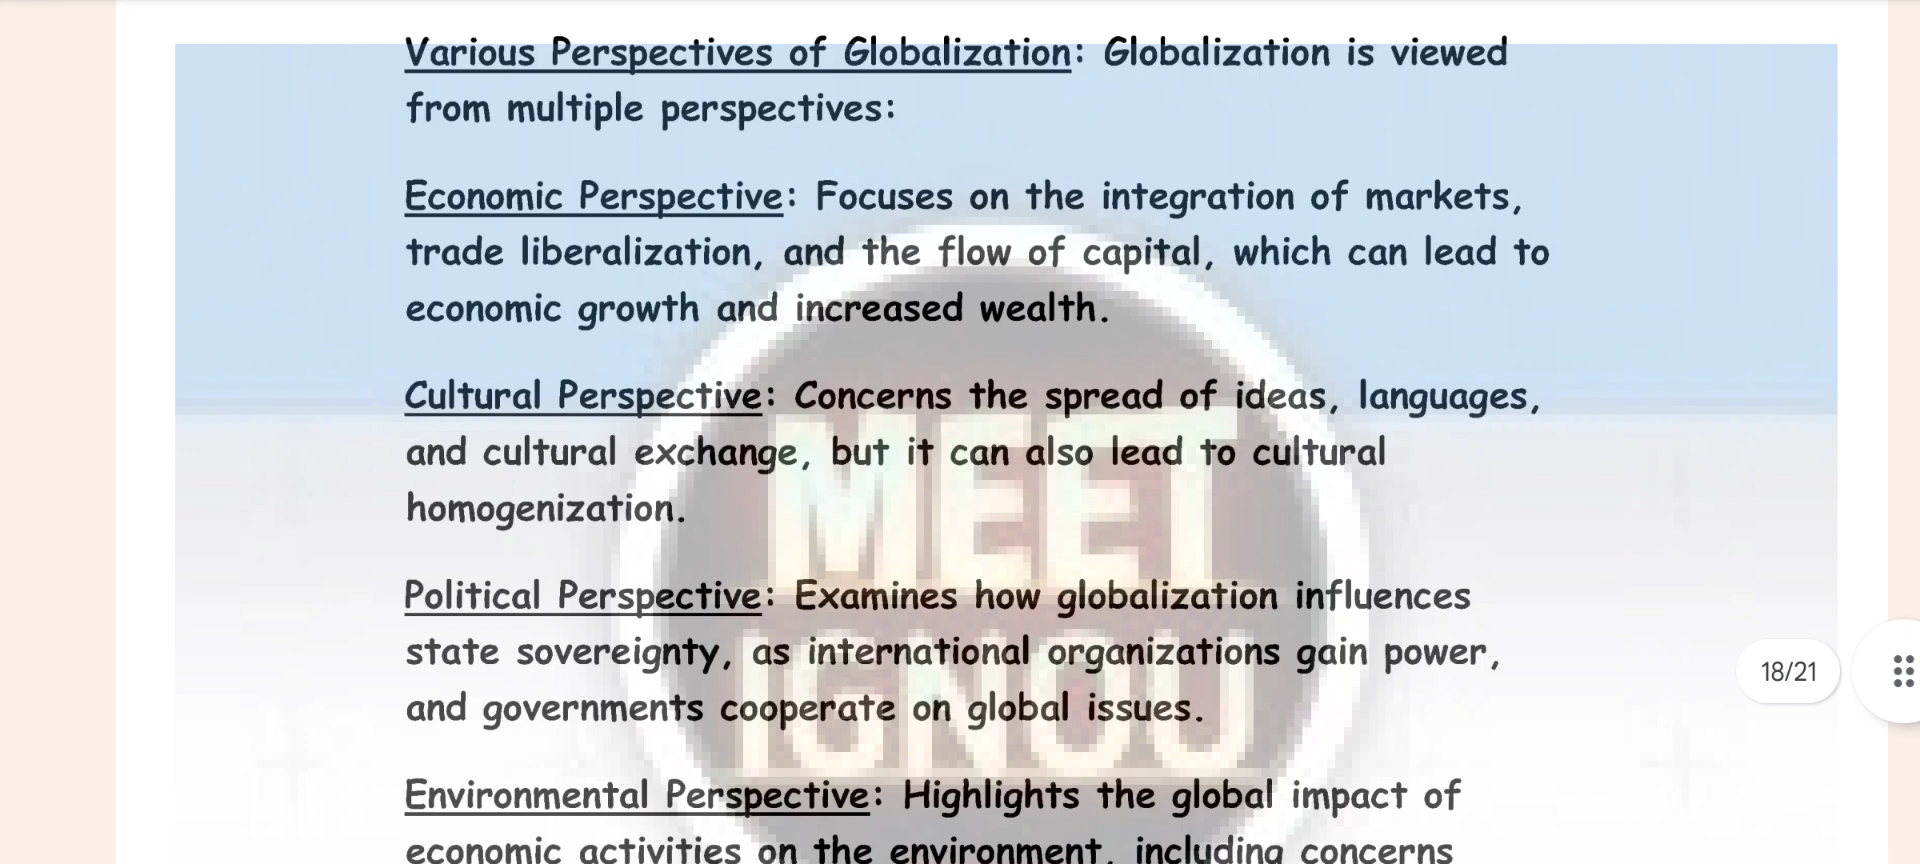 Various Perspectives of Globalization: Globalization is viewed
from multiple perspectives:
Economic Perspective: Focuses on the integration of markets,
trade liberalization, and the flow of capital, which can lead to
economic growth and increased wealth.
Cultural Perspective: Concerns the spread of ideas, languages,
and cultural exchange, but it can also lead to cultural
homogenization.
Political Perspective: Examines how globalization influences
state sovereignty, as international organizations gain power,
and governments cooperate on global issues.
Environmental Perspective: Highlights the global impact of
economic activities on the environment, including concerns
MEET
IGNOU
18/21